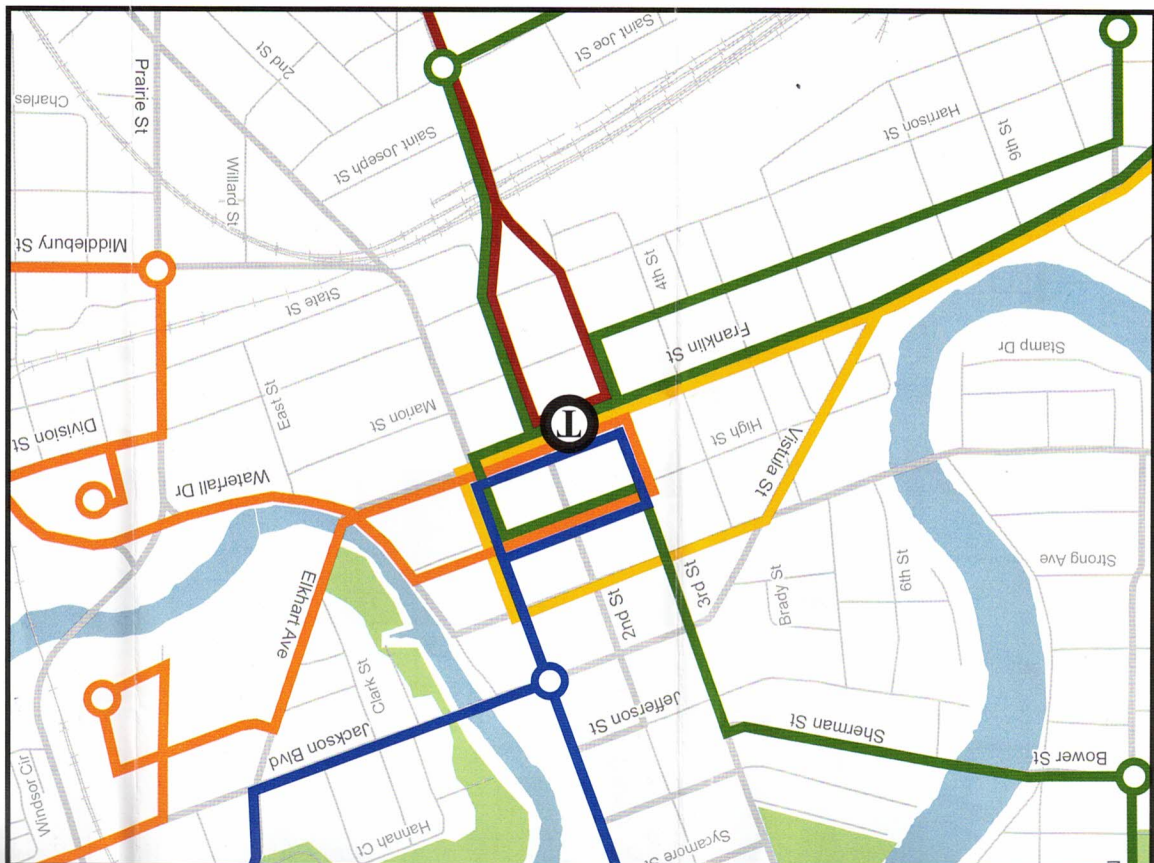 Sycamore St
Hannah Ct
Windsor Cir
Bower St
Sherman St
Jefferson St
Jackson Blvd
Clark St
2nd St
Elkhart Ave
Strong Ave
6th St
Brady St
3rd St
Vistula St
High St
Waterfall Dr
Division St
T
Marion St
East St
Stamp Dr
Franklin St
State St
4th St
Middlebury St
Willard St
Saint Joseph St
Harrison St
9th St
Charles
Prairie St
2nd St
Saint Joe St